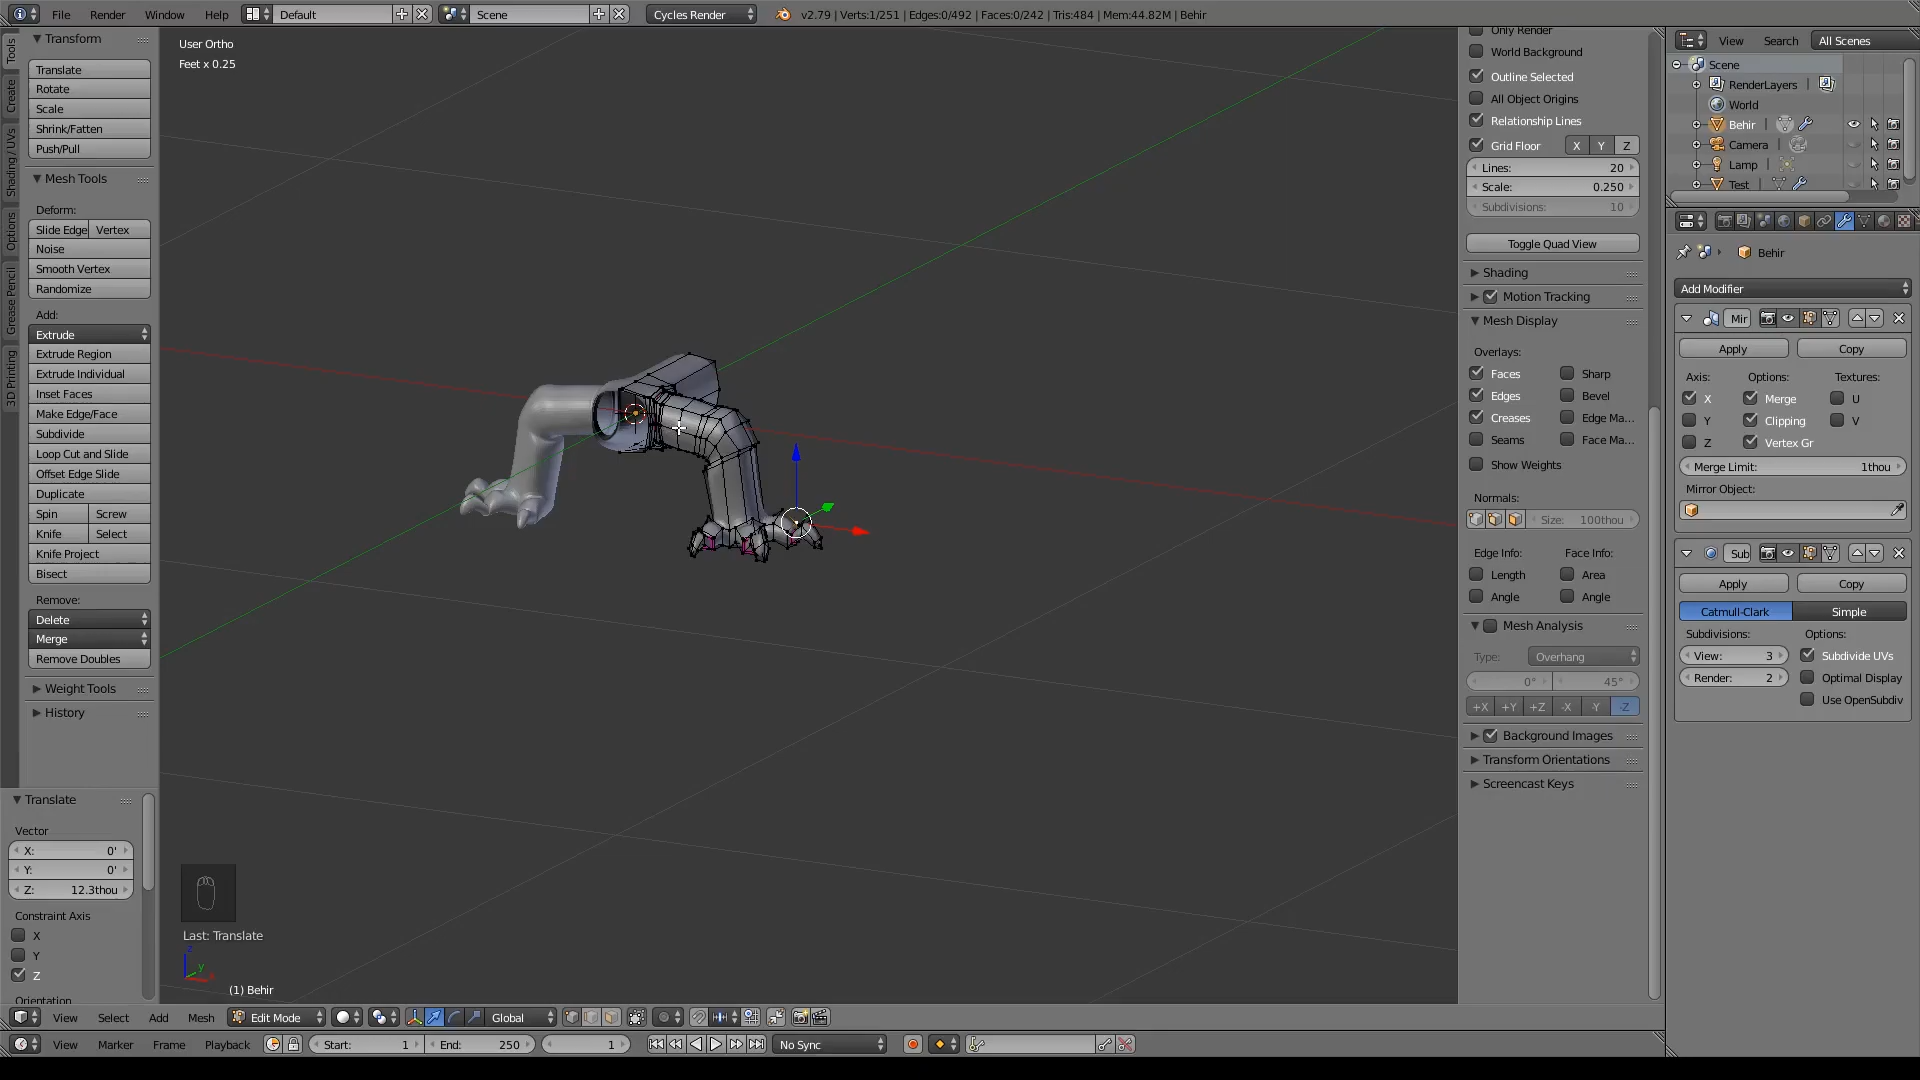 File Render Window Help Default Scene Cycles Render v2.79 | Verts:1/251 | Edges:0/492 | Faces:0/242 | Tris:484 | Mem:44.82M | Behir
Tools
Create
Shading / UVs
Options
Grease Pencil
3D Printing
Transform
Translate
Rotate
Scale
Shrink/Fatten
Push/Pull
Mesh Tools
Deform:
Slide Edge Vertex
Noise
Smooth Vertex
Randomize
Add:
Extrude
Extrude Region
Extrude Individual
Inset Faces
Make Edge/Face
Subdivide
Loop Cut and Slide
Offset Edge Slide
Duplicate
Spin Screw
Knife Select
Knife Project
Bisect
Remove:
Delete
Merge
Remove Doubles
Weight Tools
History
Translate
Vector
X: 0'
Y: 0'
Z: 12.3thou
Constraint Axis
X
Y
Z
Orientation
User Ortho
Feet x 0.25
Last: Translate
z
y
(1) Behir
Only Render
World Background
Outline Selected
All Object Origins
Relationship Lines
Grid Floor X Y Z
Lines: 20
Scale: 0.250
Subdivisions: 10
Toggle Quad View
Shading
Motion Tracking
Mesh Display
Overlays:
Faces Sharp
Edges Bevel
Creases Edge Ma...
Seams Face Ma...
Show Weights
Normals:
Size: 100thou
Edge Info: Face Info:
Length Area
Angle Angle
Mesh Analysis
Type: Overhang
0° 45°
+X +Y +Z -X -Y -Z
Background Images
Transform Orientations
Screencast Keys
View Search All Scenes
Scene
RenderLayers
World
Behir
Camera
Lamp
Test
Behir
Add Modifier
Mir
Apply Copy
Axis: Options: Textures:
X Merge U
Y Clipping V
Z Vertex Gr
Merge Limit: 1thou
Mirror Object:
Sub
Apply Copy
Catmull-Clark Simple
Subdivisions: Options:
View: 3 Subdivide UVs
Render: 2 Optimal Display
Use OpenSubdiv
View Select Add Mesh Edit Mode Global
View Marker Frame Playback Start: 1 End: 250 1 No Sync